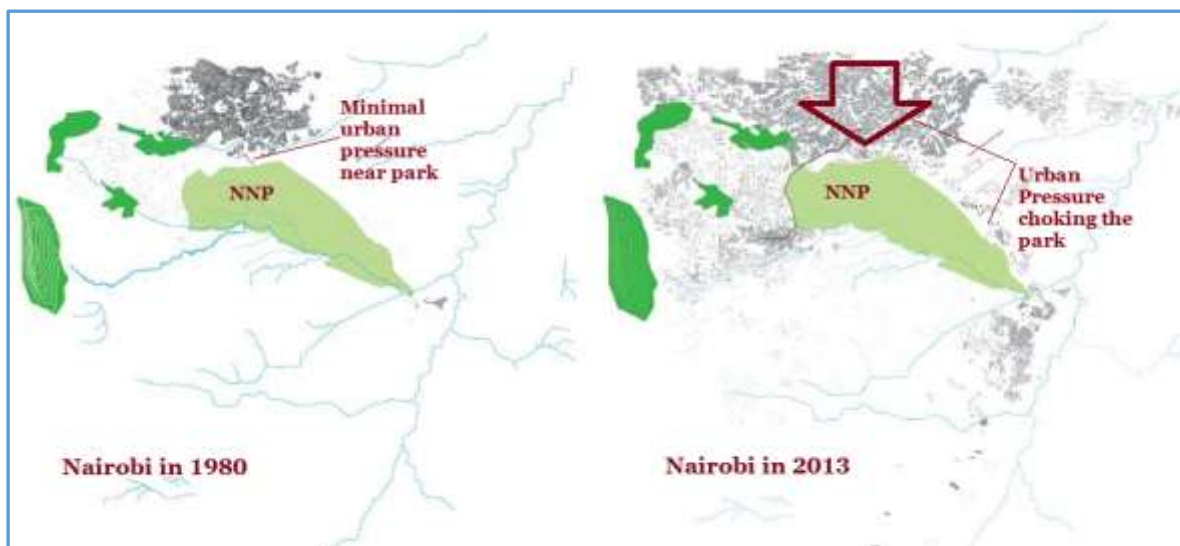 Minimal
urban
pressure
near park
NNP
Nairobi in 1980
NNP
Urban
Pressure
choking the
park
Nairobi in 2013